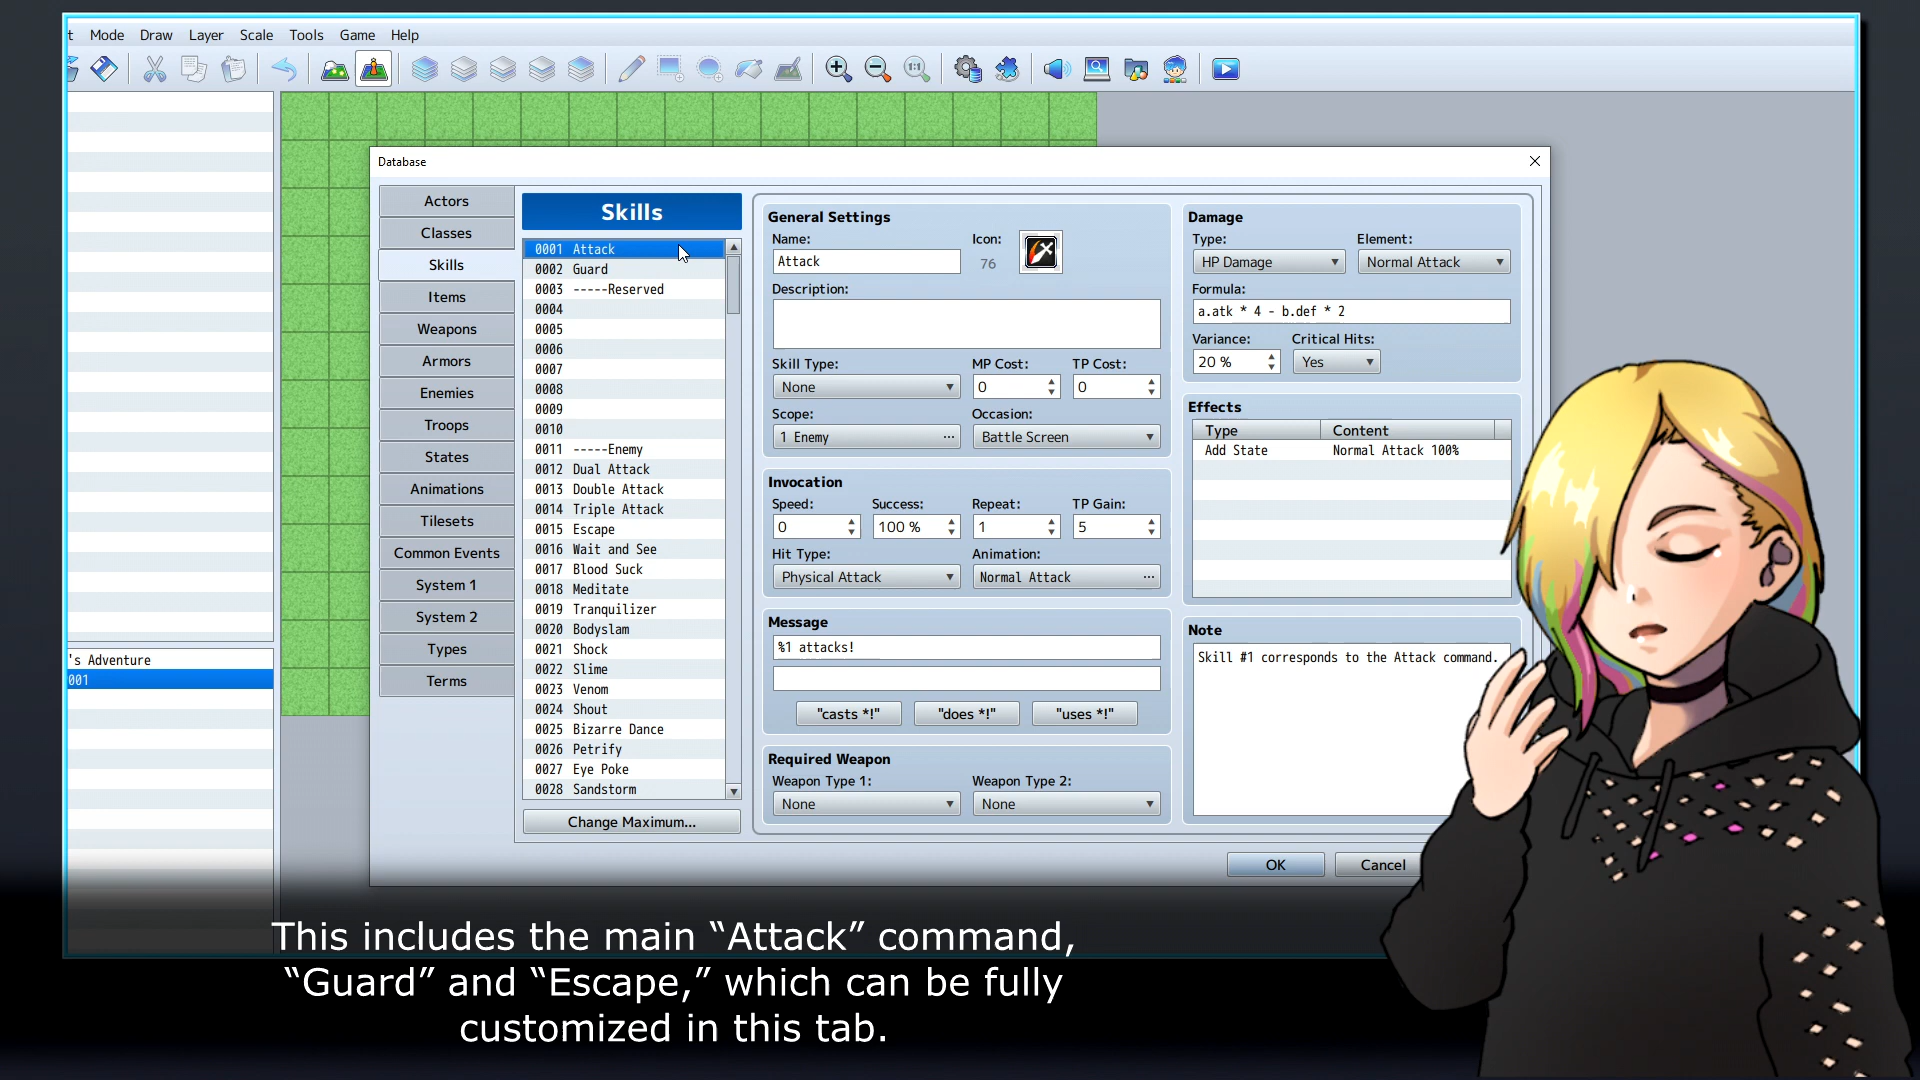 t Mode Draw Layer Scale Tools Game Help
1:1
's Adventure
001
Database
Actors
Classes
Skills
Items
Weapons
Armors
Enemies
Troops
States
Animations
Tilesets
Common Events
System 1
System 2
Types
Terms
Skills
0001 Attack
0002 Guard
0003 -----Reserved
0004
0005
0006
0007
0008
0009
0010
0011 -----Enemy
0012 Dual Attack
0013 Double Attack
0014 Triple Attack
0015 Escape
0016 Wait and See
0017 Blood Suck
0018 Meditate
0019 Tranquilizer
0020 Bodyslam
0021 Shock
0022 Slime
0023 Venom
0024 Shout
0025 Bizarre Dance
0026 Petrify
0027 Eye Poke
0028 Sandstorm
Change Maximum...
General Settings
Name: Icon:
Attack 76
Description:
Skill Type: MP Cost: TP Cost:
None 0 0
Scope: Occasion:
1 Enemy ... Battle Screen
Invocation
Speed: Success: Repeat: TP Gain:
0 100 % 1 5
Hit Type: Animation:
Physical Attack Normal Attack ...
Message
%1 attacks!
"casts *!" "does *!" "uses *!"
Required Weapon
Weapon Type 1: Weapon Type 2:
None None
Damage
Type: Element:
HP Damage Normal Attack
Formula:
a.atk * 4 - b.def * 2
Variance: Critical Hits:
20 % Yes
Effects
Type Content
Add State Normal Attack 100%
Note
Skill #1 corresponds to the Attack command.
OK Cancel
This includes the main “Attack” command,
“Guard” and “Escape,” which can be fully
customized in this tab.